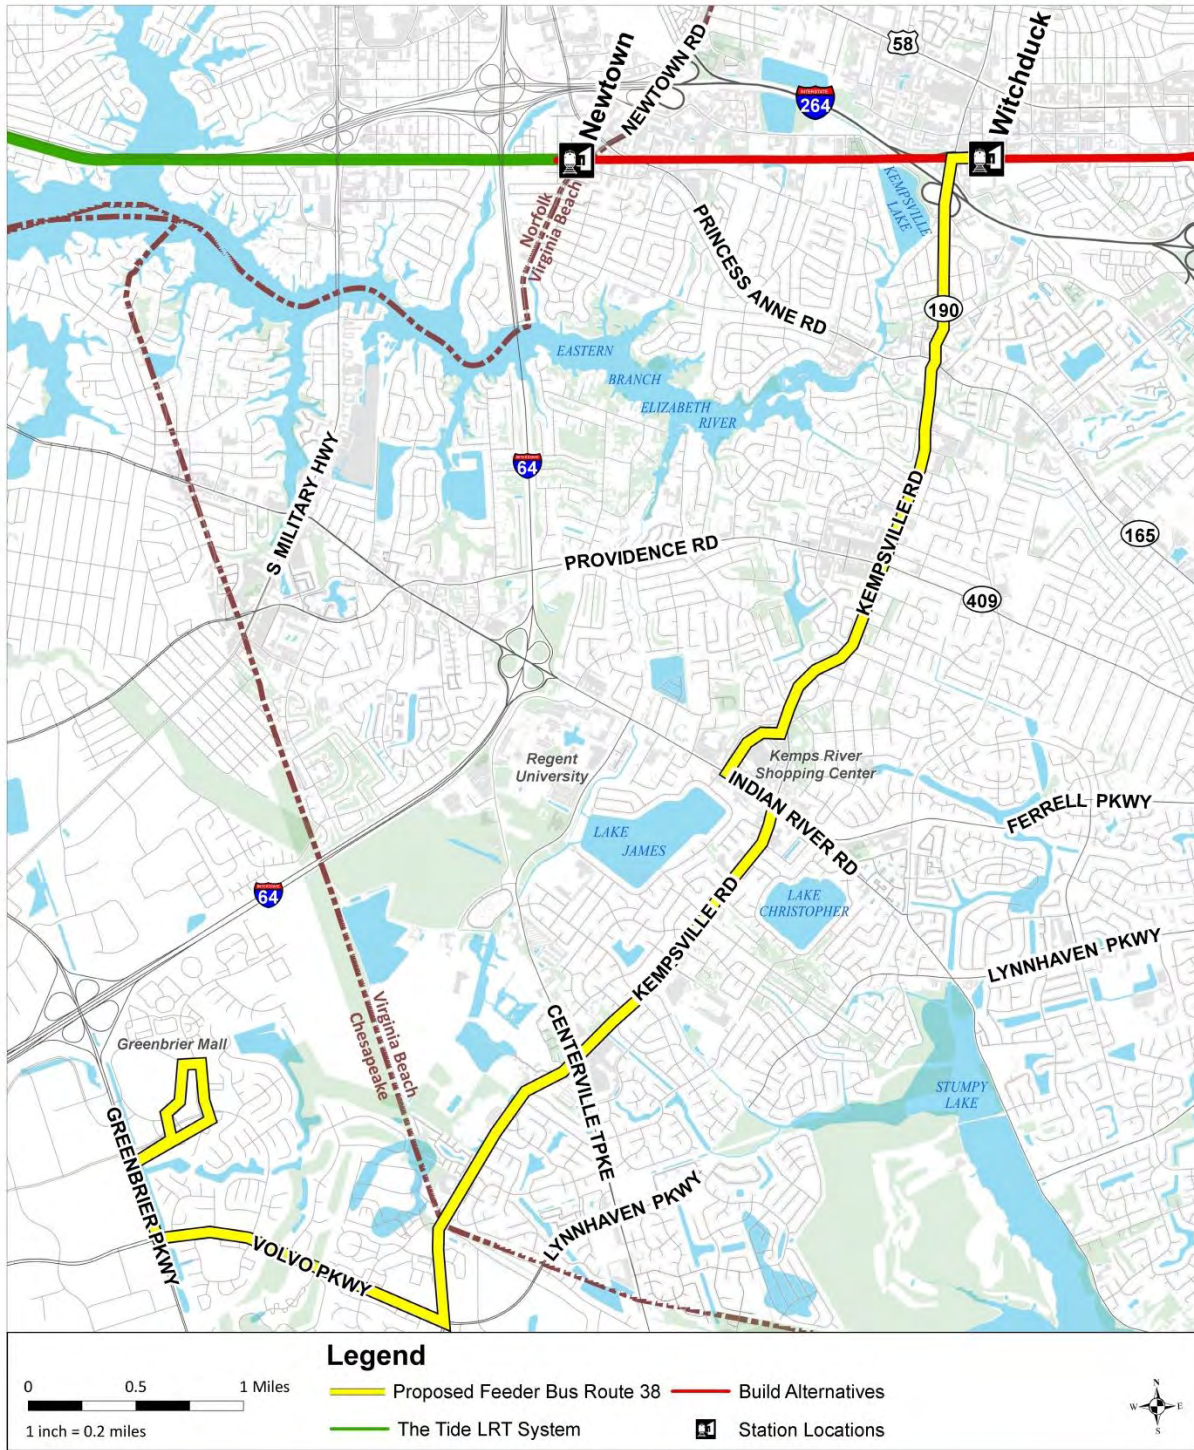 58
Newtown
NEWTOWN RD
INTERSTATE
264
Witchduck
KEMPSVILLE
LAKE
Norfolk
Virginia Beach
PRINCESS ANNE RD
190
EASTERN
BRANCH
ELIZABETH
RIVER
S MILITARY HWY
INTERSTATE
64
KEMPSVILLE RD
165
PROVIDENCE RD
409
Regent
University
Kemps River
Shopping Center
INDIAN RIVER RD
FERRELL PKWY
LAKE
JAMES
INTERSTATE
64
KEMPSVILLE RD
LAKE
CHRISTOPHER
LYNNHAVEN PKWY
Virginia Beach
Chesapeake
CENTERVILLE TPKE
Greenbrier Mall
STUMPY
LAKE
GREENBRIER PKWY
LYNNHAVEN PKWY
VOLVO PKWY
Legend
0 0.5 1 Miles
1 inch = 0.2 miles
Proposed Feeder Bus Route 38
Build Alternatives
The Tide LRT System
Station Locations
N
W E
S